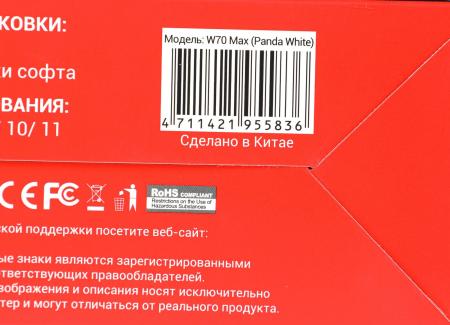 КОВКИ:
Модель: W70 Max (Panda White)
и софта
ВАНИЯ:
10/ 11
4 711421 955836
Сделано в Китае
CE FC
RoHS COMPLIANT
Restrictions on the Use of
Hazardous Substances
ской поддержки посетите веб-сайт:
ые знаки являются зарегистрированными
ответствующих правообладателей.
зображения и описания носят исключительно
тер и могут отличаться от реального продукта.